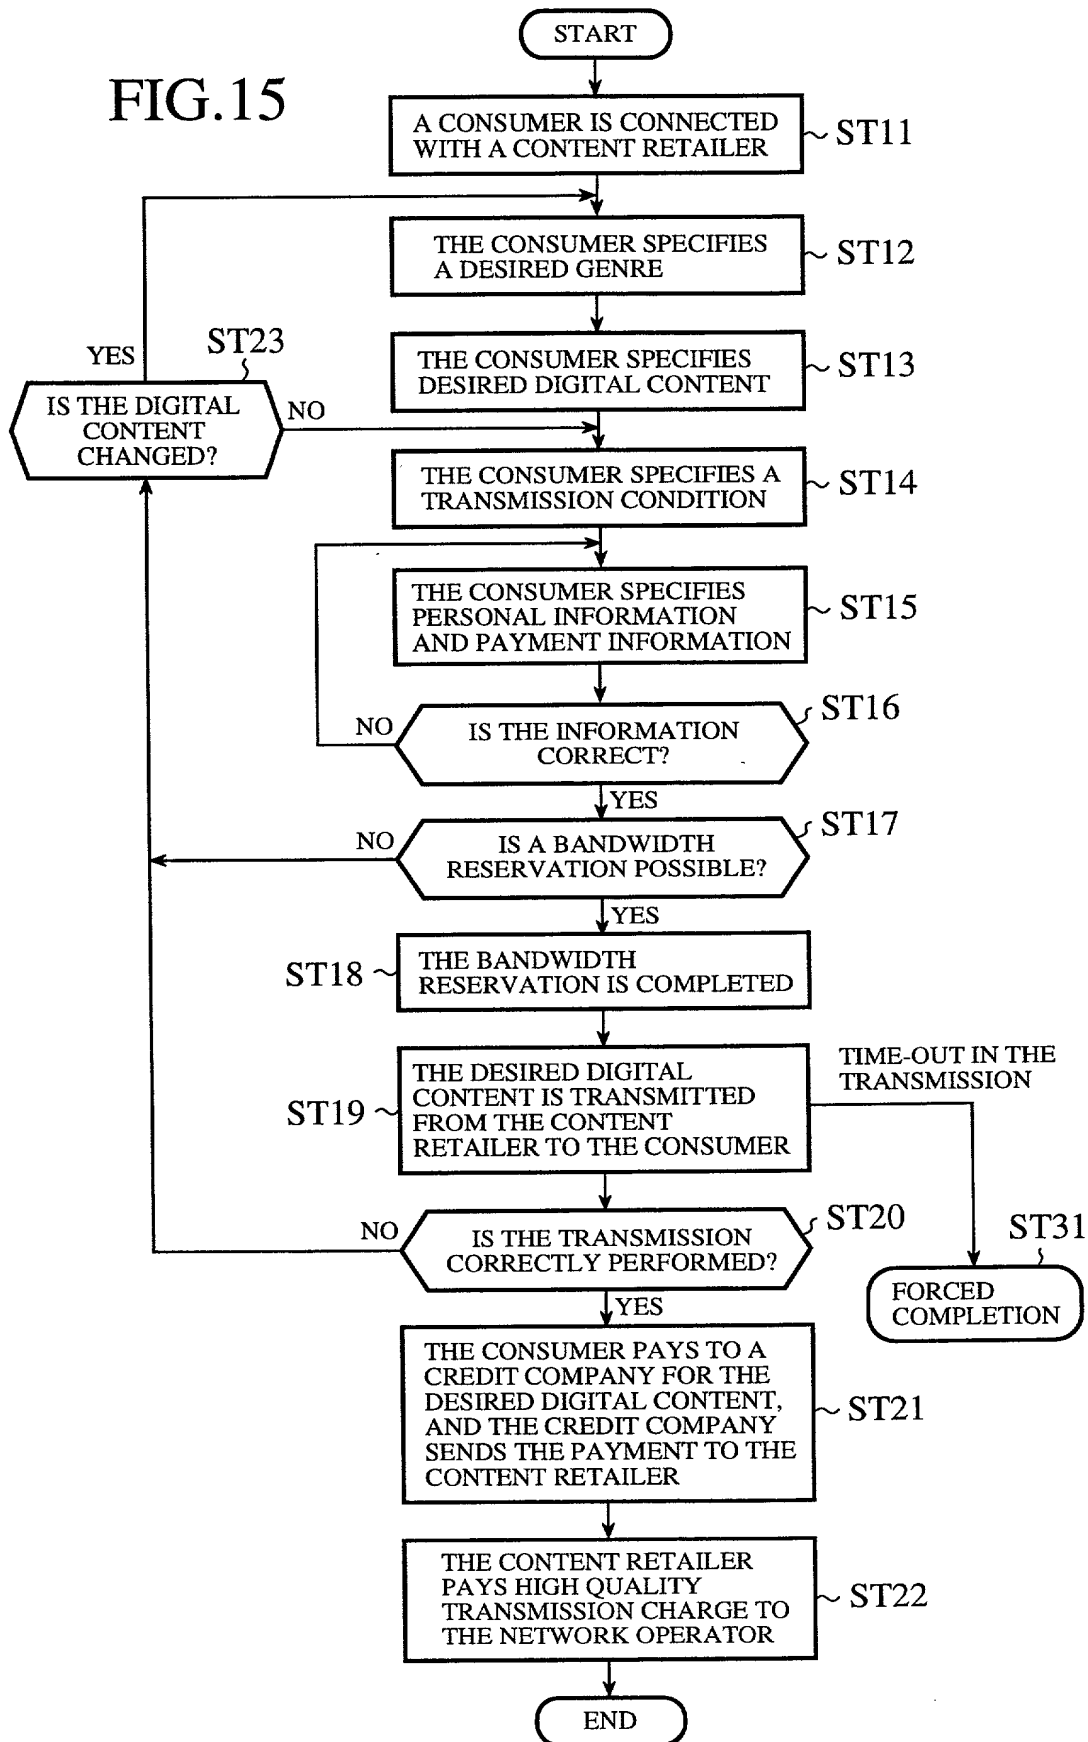 START
FIG.15
A CONSUMER IS CONNECTED
WITH A CONTENT RETAILER
ST11
THE CONSUMER SPECIFIES
A DESIRED GENRE
ST12
YES
ST23
THE CONSUMER SPECIFIES
DESIRED DIGITAL CONTENT
ST13
IS THE DIGITAL
CONTENT
CHANGED?
NO
THE CONSUMER SPECIFIES A
TRANSMISSION CONDITION
ST14
THE CONSUMER SPECIFIES
PERSONAL INFORMATION
AND PAYMENT INFORMATION
ST15
NO
IS THE INFORMATION
CORRECT?
ST16
YES
NO
IS A BANDWIDTH
RESERVATION POSSIBLE?
ST17
YES
ST18
THE BANDWIDTH
RESERVATION IS COMPLETED
ST19
THE DESIRED DIGITAL
CONTENT IS TRANSMITTED
FROM THE CONTENT
RETAILER TO THE CONSUMER
TIME-OUT IN THE
TRANSMISSION
NO
IS THE TRANSMISSION
CORRECTLY PERFORMED?
ST20
ST31
FORCED
COMPLETION
YES
THE CONSUMER PAYS TO A
CREDIT COMPANY FOR THE
DESIRED DIGITAL CONTENT,
AND THE CREDIT COMPANY
SENDS THE PAYMENT TO THE
CONTENT RETAILER
ST21
THE CONTENT RETAILER
PAYS HIGH QUALITY
TRANSMISSION CHARGE TO
THE NETWORK OPERATOR
ST22
END